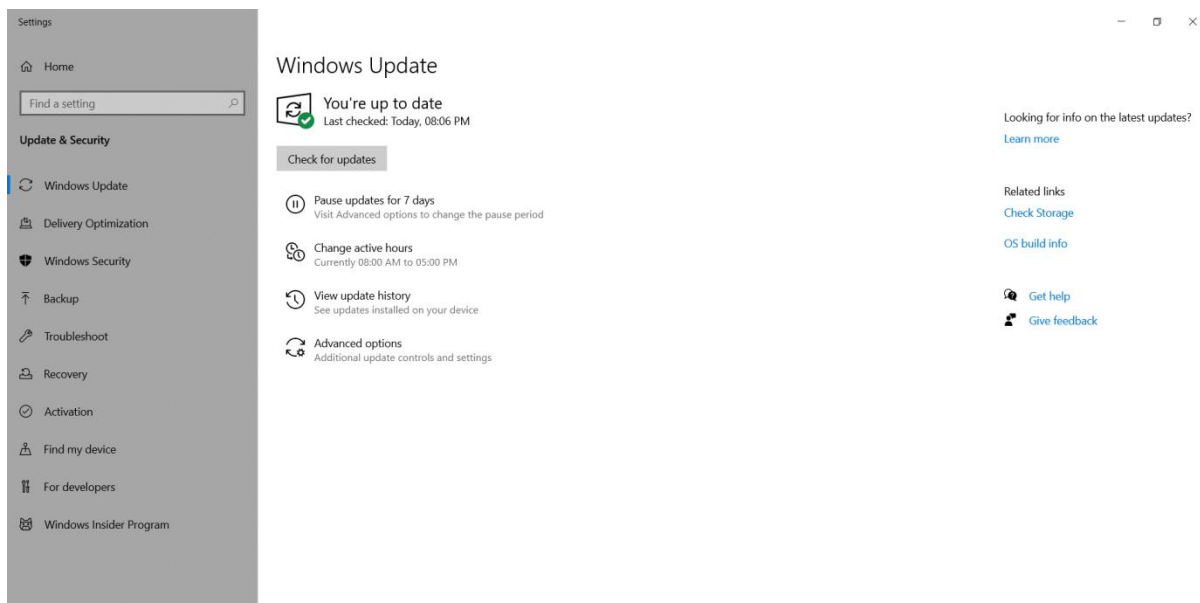 Settings
Home
Find a setting
Update & Security
Windows Update
Delivery Optimization
Windows Security
Backup
Troubleshoot
Recovery
Activation
Find my device
For developers
Windows Insider Program
Windows Update
You're up to date
Last checked: Today, 08:06 PM
Check for updates
Pause updates for 7 days
Visit Advanced options to change the pause period
Change active hours
Currently 08:00 AM to 05:00 PM
View update history
See updates installed on your device
Advanced options
Additional update controls and settings
Looking for info on the latest updates?
Learn more
Related links
Check Storage
OS build info
Get help
Give feedback